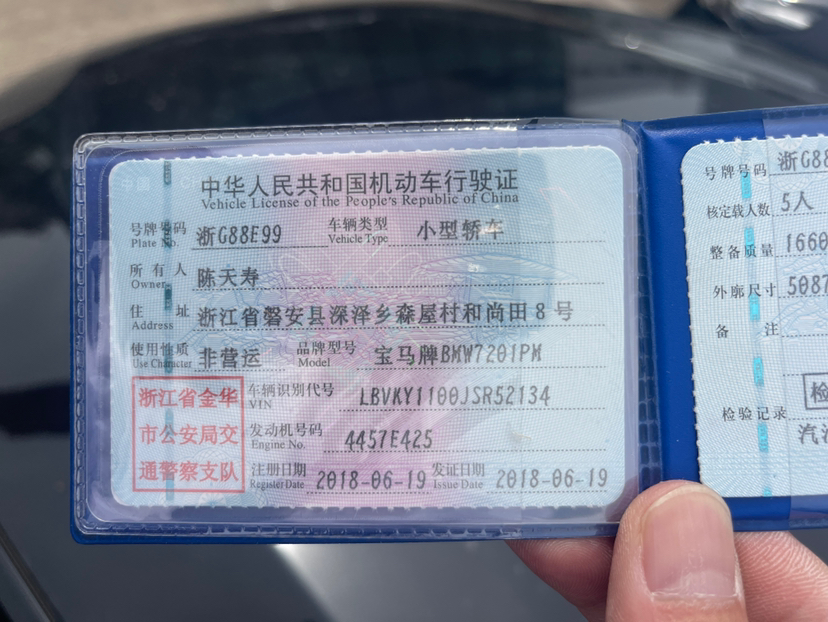 中华人民共和国机动车行驶证
Vehicle License of the People's Republic of China
号牌号码 Plate No. 浙G88E99 车辆类型 Vehicle Type 小型轿车
所有人 Owner 陈天寿
住址 Address 浙江省磐安县深泽乡森屋村和尚田8号
使用性质 Use Character 非营运 品牌型号 Model 宝马牌BMW7201PM
浙江省金华
市公安局交
通警察支队
车辆识别代号 VIN LBVKY1100JSR52134
发动机号码 Engine No. 4457E425
注册日期 Register Date 2018-06-19 发证日期 Issue Date 2018-06-19
号牌号码 浙G88
核定载人数 5人
整备质量 1660
外廓尺寸 5087
备注
检
检验记录
汽